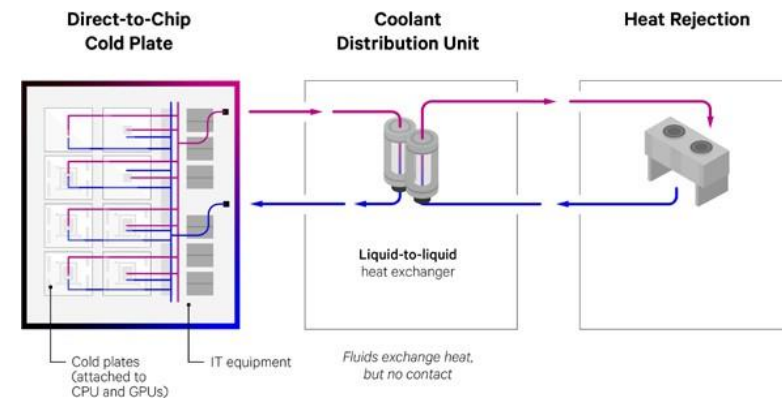 Direct-to-Chip
Cold Plate
Coolant
Distribution Unit
Heat Rejection
Liquid-to-liquid
heat exchanger
Cold plates
(attached to
CPU and GPUs)
IT equipment
Fluids exchange heat,
but no contact